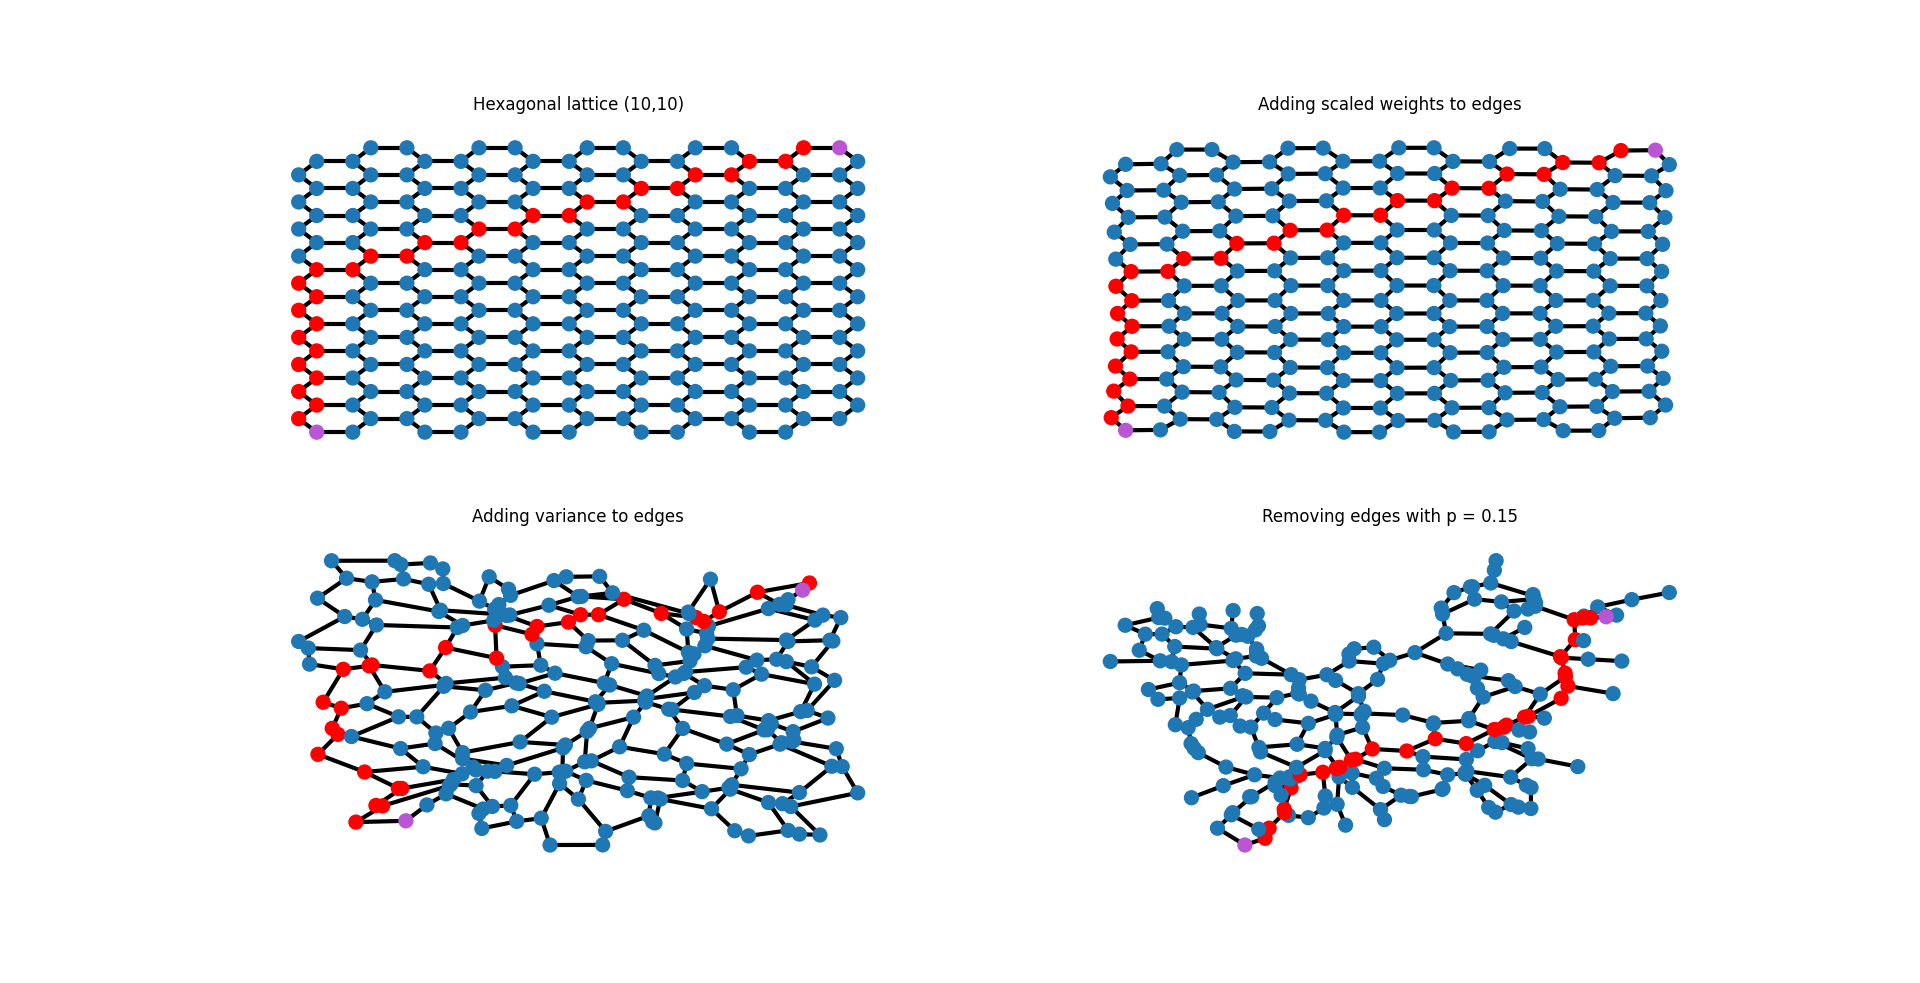 Hexagonal lattice (10,10)
Adding scaled weights to edges
Adding variance to edges
Removing edges with p = 0.15